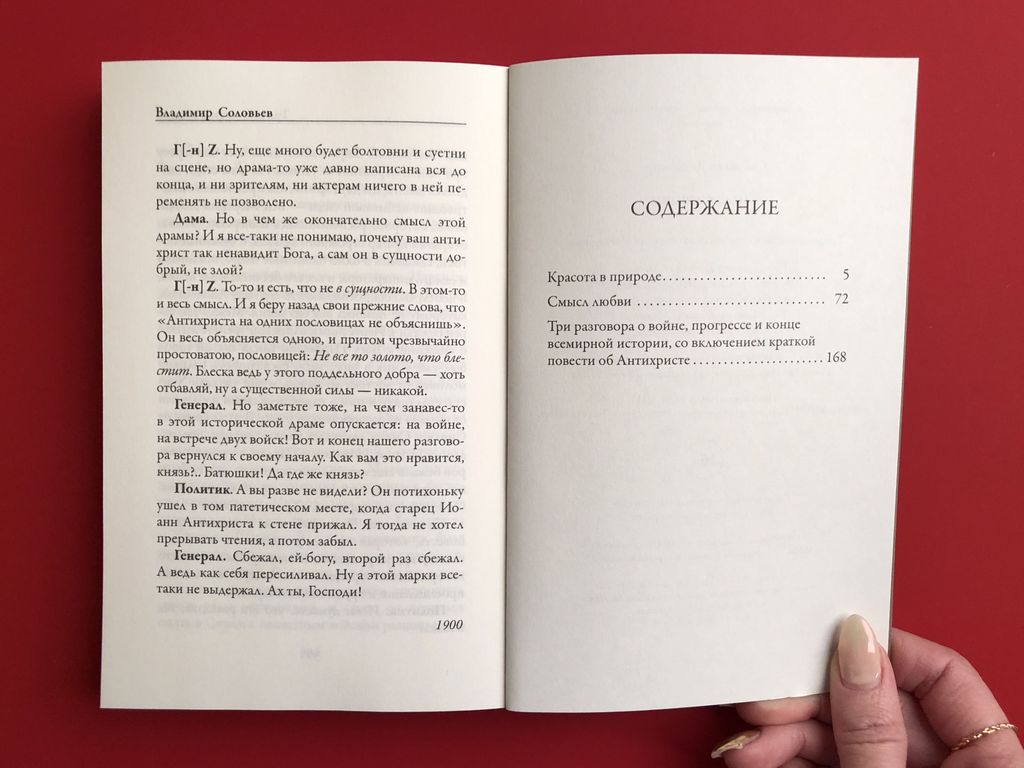 Владимир Соловьев
Г[-н] Z. Ну, еще много будет болтовни и суетни
на сцене, но драма-то уже давно написана вся до
конца, и ни зрителям, ни актерам ничего в ней пе-
ременять не позволено.
Дама. Но в чем же окончательно смысл этой
драмы? И я все-таки не понимаю, почему ваш анти-
христ так ненавидит Бога, а сам он в сущности до-
брый, не злой?
Г[-н] Z. То-то и есть, что не в сущности. В этом-то
и весь смысл. И я беру назад свои прежние слова, что
«Антихриста на одних пословицах не объяснишь».
Он весь объясняется одною, и притом чрезвычайно
простоватою, пословицей: Не все то золото, что бле-
стит. Блеска ведь у этого поддельного добра — хоть
отбавляй, ну а существенной силы — никакой.
Генерал. Но заметьте тоже, на чем занавес-то
в этой исторической драме опускается: на войне,
на встрече двух войск! Вот и конец нашего разгово-
ра вернулся к своему началу. Как вам это нравится,
князь?.. Батюшки! Да где же князь?
Политик. А вы разве не видели? Он потихоньку
ушел в том патетическом месте, когда старец Ио-
анн Антихриста к стене прижал. Я тогда не хотел
прерывать чтения, а потом забыл.
Генерал. Сбежал, ей-богу, второй раз сбежал.
А ведь как себя пересиливал. Ну а этой марки все-
таки не выдержал. Ах ты, Господи!
1900
СОДЕРЖАНИЕ
Красота в природе.......................... 5
Смысл любви .............................. 72
Три разговора о войне, прогрессе и конце
всемирной истории, со включением краткой
повести об Антихристе.....................168